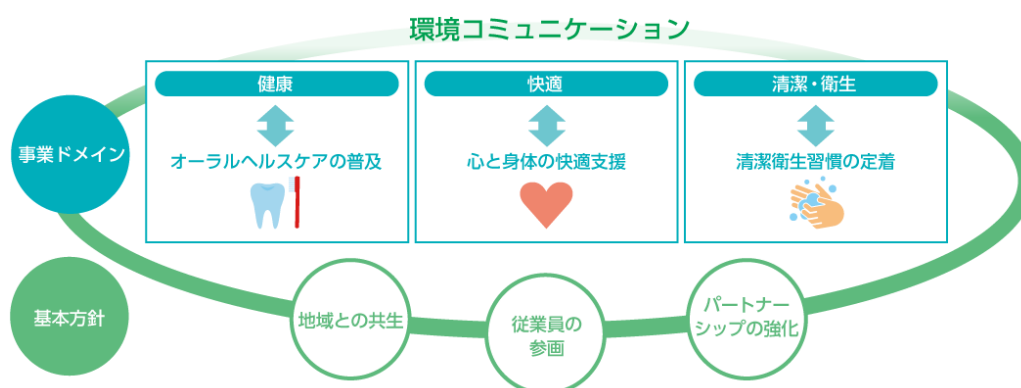 環境コミュニケーション
健康
快適
清潔・衛生
事業ドメイン
オーラルヘルスケアの普及
心と身体の快適支援
清潔衛生習慣の定着
基本方針
地域との共生
従業員の
参画
パートナー
シップの強化